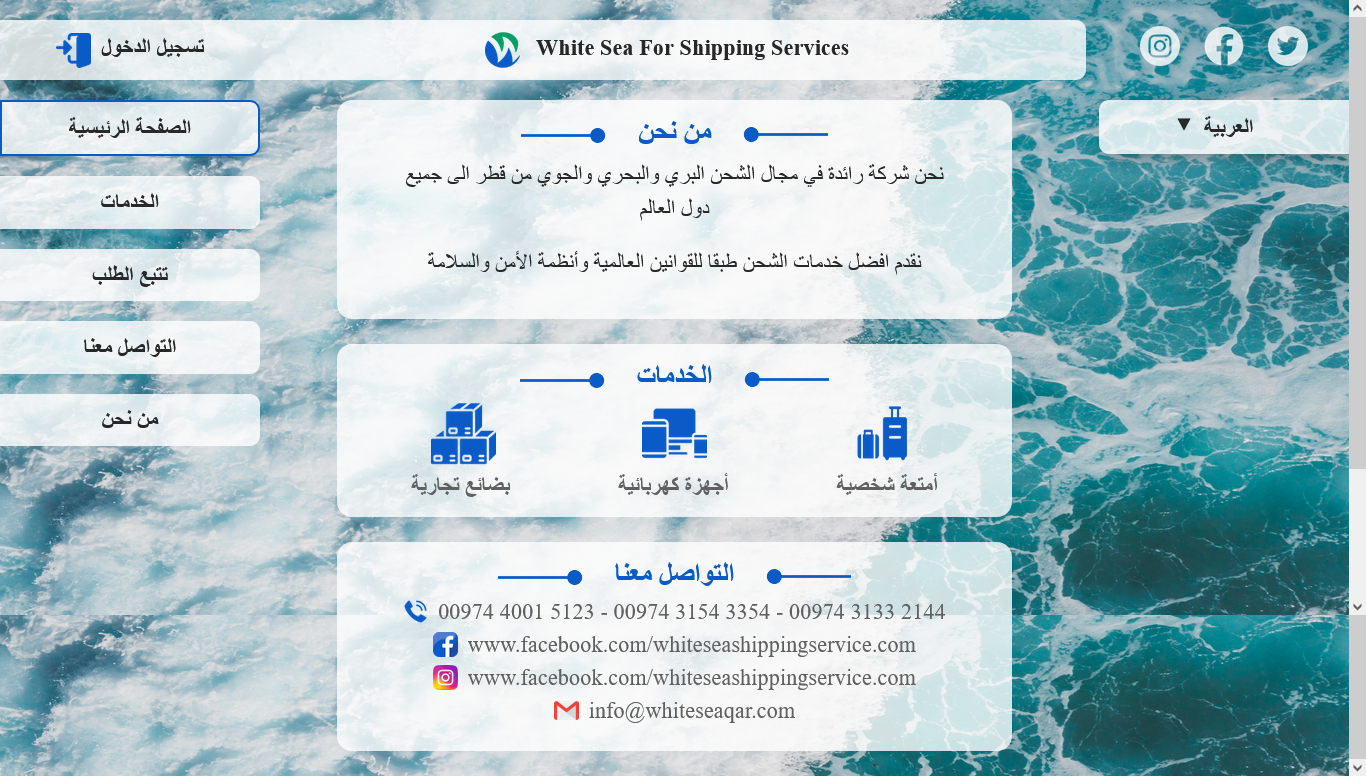 White Sea For Shipping Services
تسجيل الدخول
العربية ▼
الصفحة الرئيسية
الخدمات
تتبع الطلب
التواصل معنا
من نحن
من نحن
نحن شركة رائدة في مجال الشحن البري والبحري والجوي من قطر الى جميع
دول العالم
نقدم افضل خدمات الشحن طبقا للقوانين العالمية وأنظمة الأمن والسلامة
الخدمات
أمتعة شخصية
أجهزة كهربائية
بضائع تجارية
التواصل معنا
00974 4001 5123 - 00974 3154 3354 - 00974 3133 2144
www.facebook.com/whiteseashippingservice.com
www.facebook.com/whiteseashippingservice.com
info@whiteseaqar.com